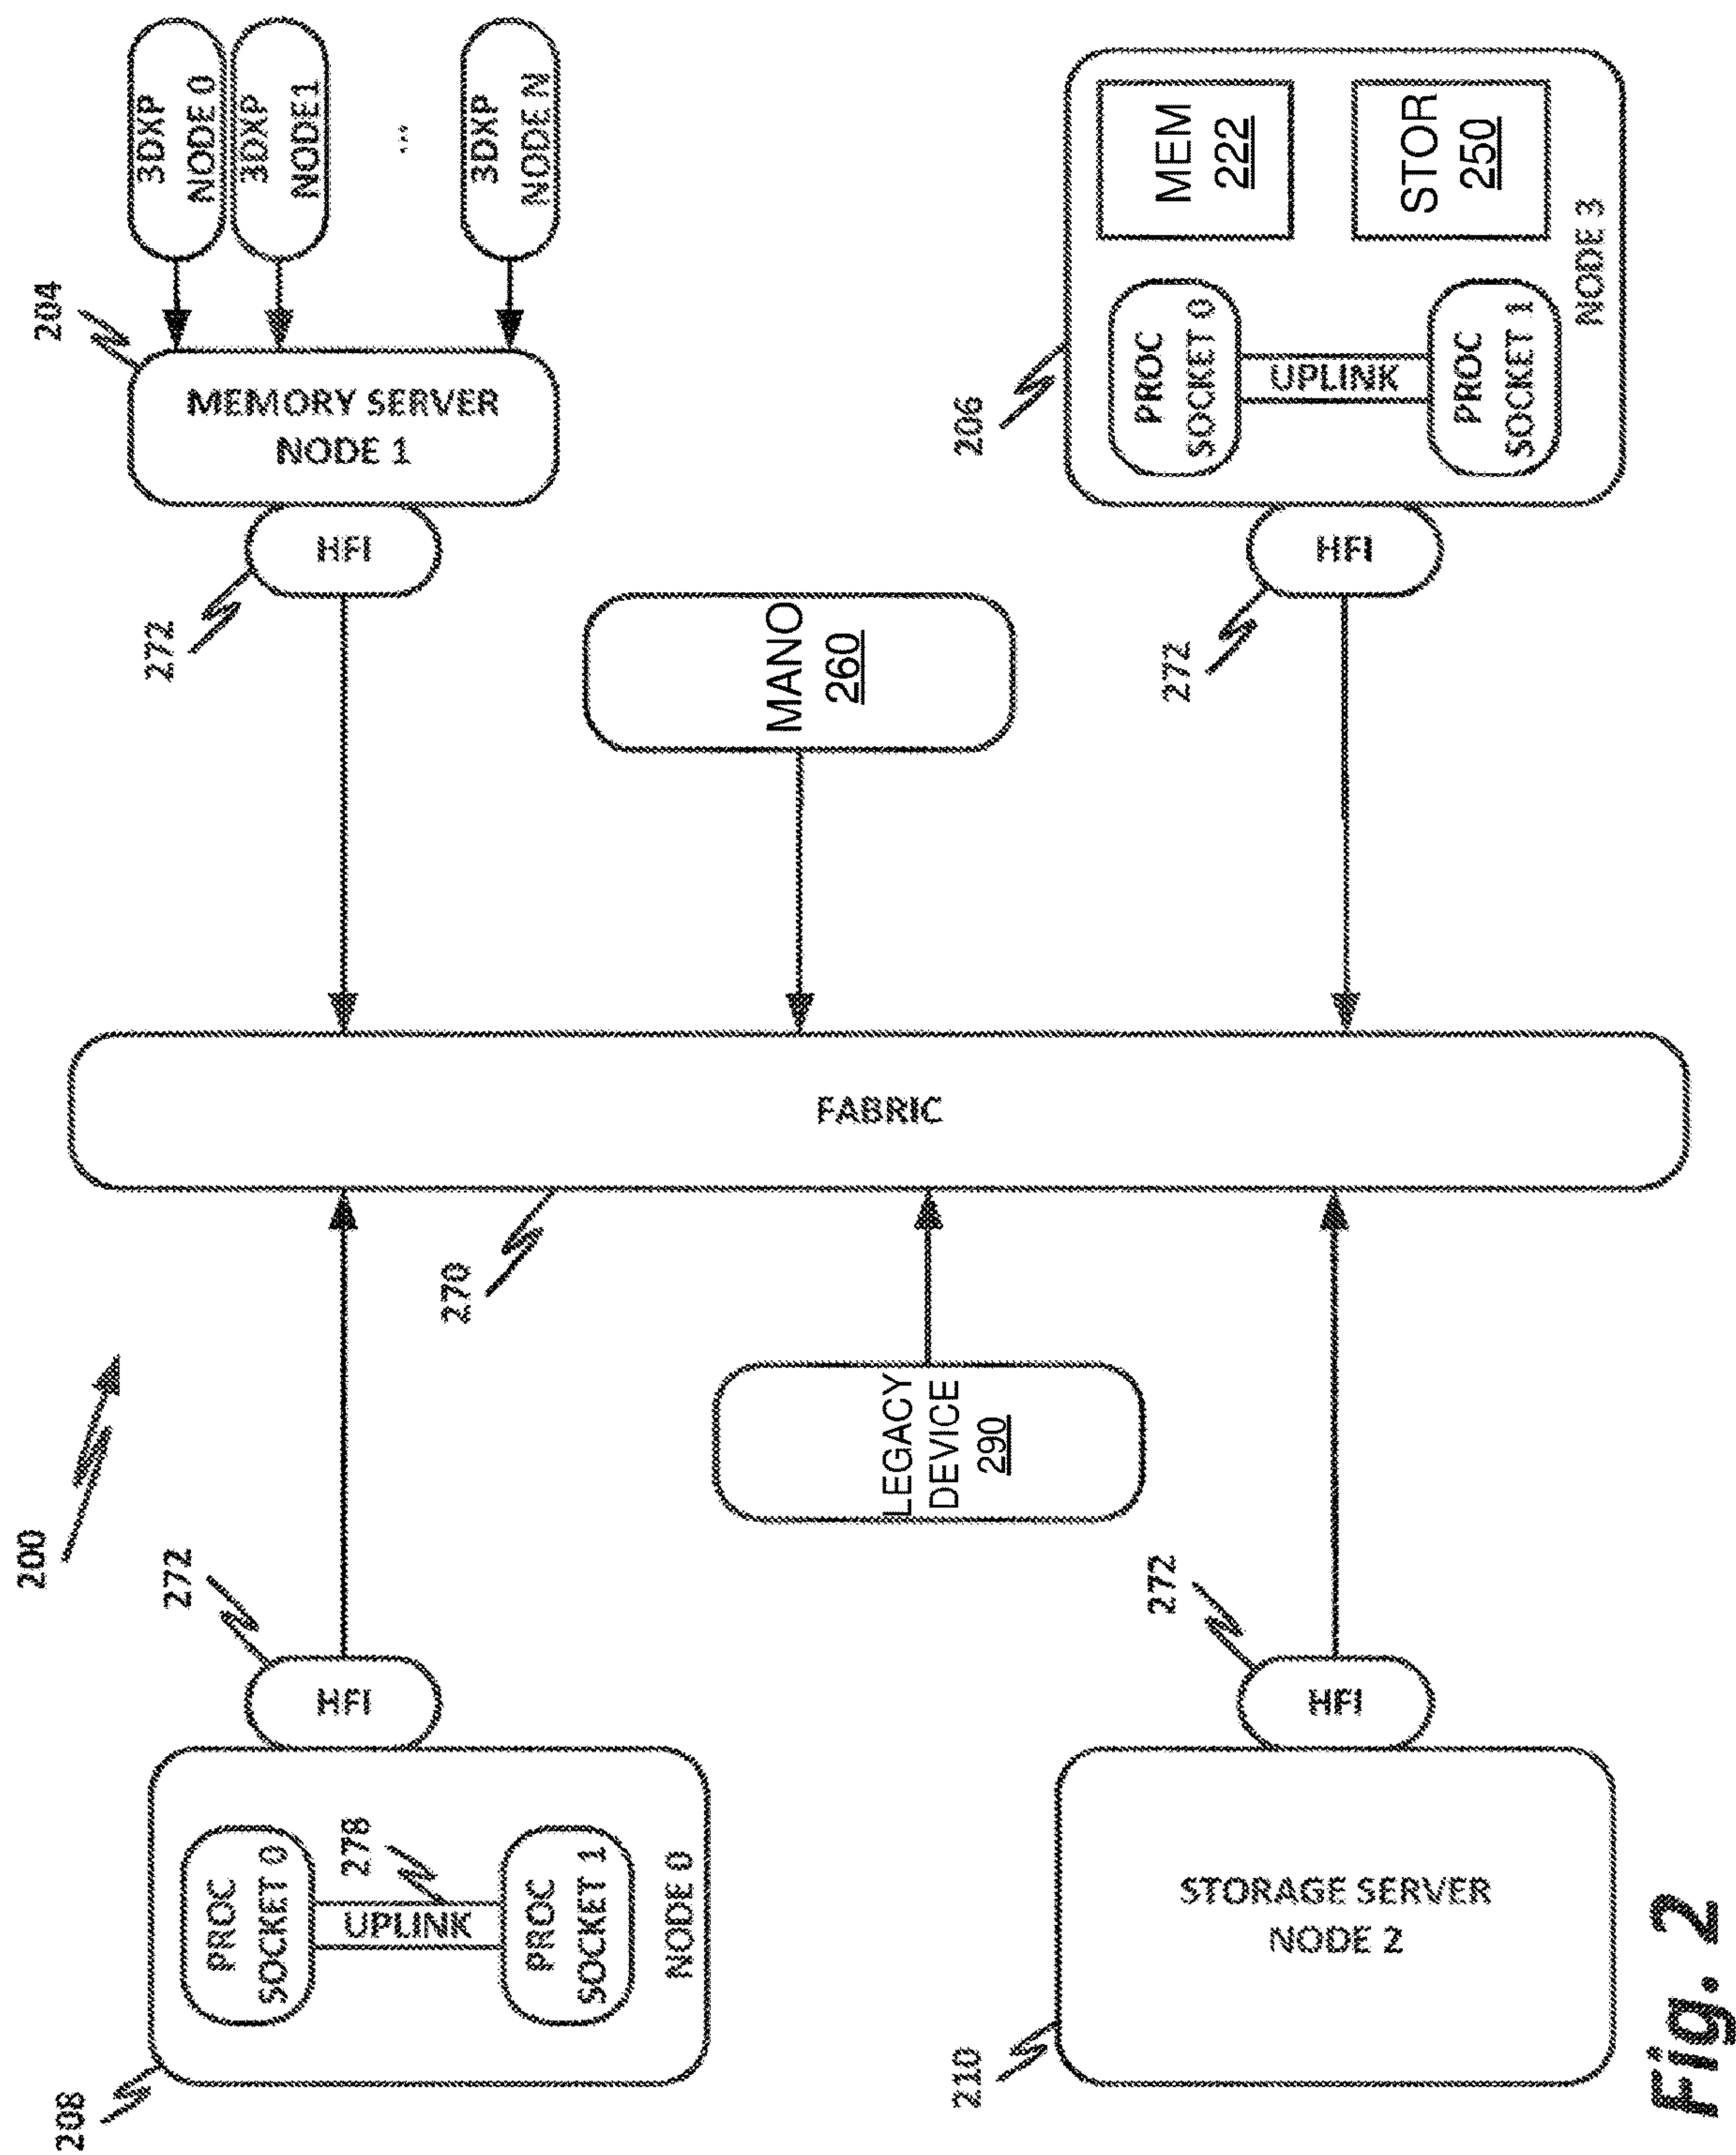 200
208
PROC
SOCKET 0
UPLINK
278
PROC
SOCKET 1
NODE 0
HFI
272
270
FABRIC
272
HFI
204
MEMORY SERVER
NODE 1
3DXP
NODE 0
3DXP
NODE1
...
3DXP
NODE N
LEGACY
DEVICE
290
MANO
260
210
STORAGE SERVER
NODE 2
HFI
272
272
HFI
206
PROC
SOCKET 0
UPLINK
PROC
SOCKET 1
MEM
222
STOR
250
NODE 3
Fig. 2